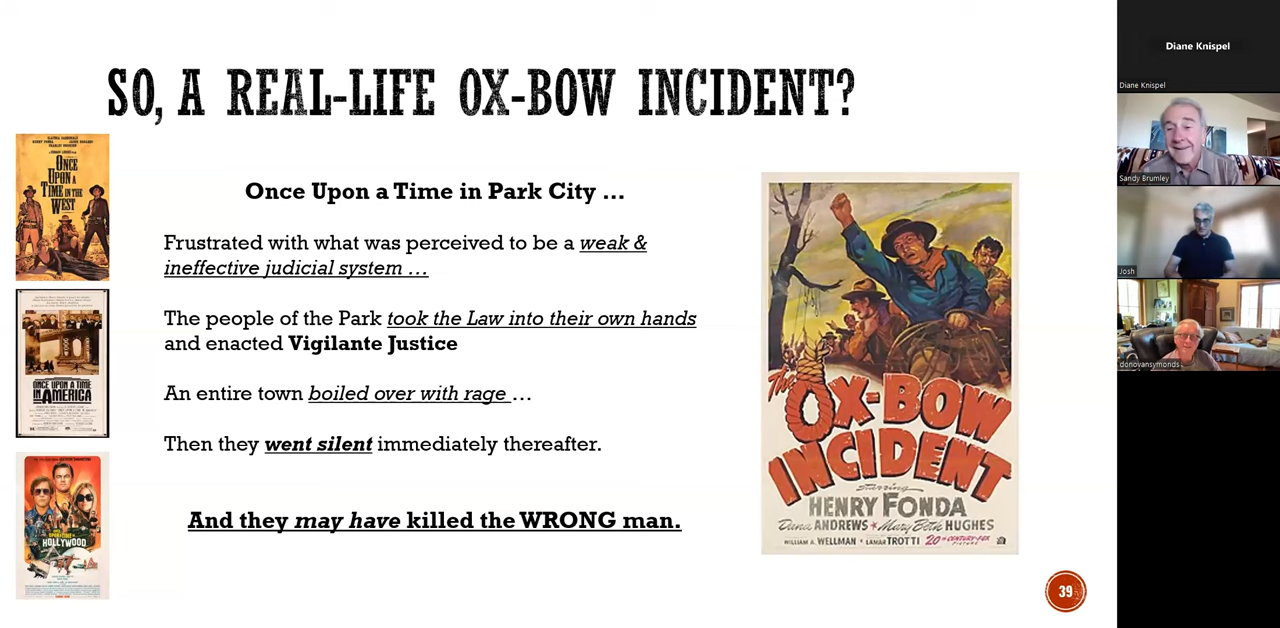 SO, A REAL-LIFE OX-BOW INCIDENT?
Once Upon a Time in Park City ...
Frustrated with what was perceived to be a weak &
ineffective judicial system ...
The people of the Park took the Law into their own hands
and enacted Vigilante Justice
An entire town boiled over with rage ...
Then they went silent immediately thereafter.
And they may have killed the WRONG man.
ONCE
UPON A
TIME IN THE
WEST
ONCE UPON A TIME
IN AMERICA
HOLLYWOOD
The
OX-BOW
INCIDENT
starring
HENRY FONDA
Dana ANDREWS * Mary Beth HUGHES
WILLIAM A. WELLMAN • LAMAR TROTTI 20th CENTURY-FOX
PICTURE
39
Diane Knispel
Diane Knispel
Sandy Brumley
Josh
donovansymonds